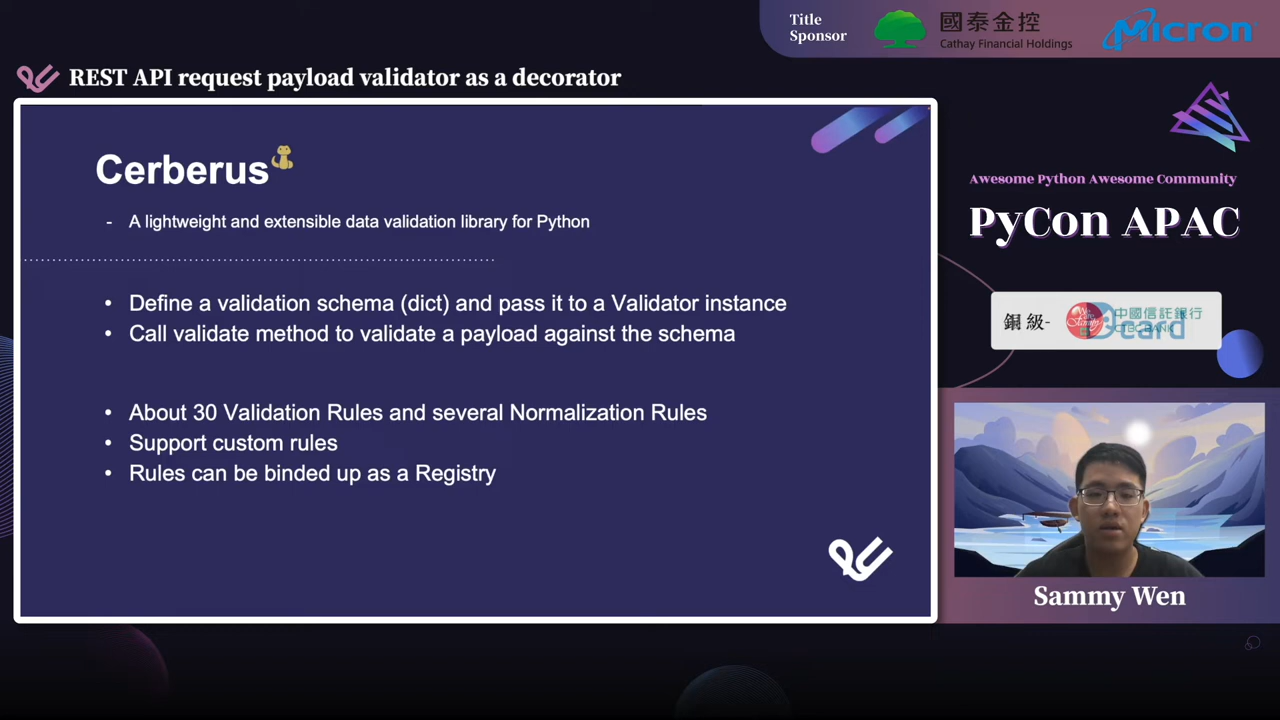 Title
Sponsor
國泰金控
Cathay Financial Holdings
Micron
REST API request payload validator as a decorator
Cerberus
- A lightweight and extensible data validation library for Python
• Define a validation schema (dict) and pass it to a Validator instance
• Call validate method to validate a payload against the schema
• About 30 Validation Rules and several Normalization Rules
• Support custom rules
• Rules can be binded up as a Registry
Awesome Python Awesome Community
PyCon APAC
銅級-
中國信託銀行
CTBC BANK
Dcard
Sammy Wen